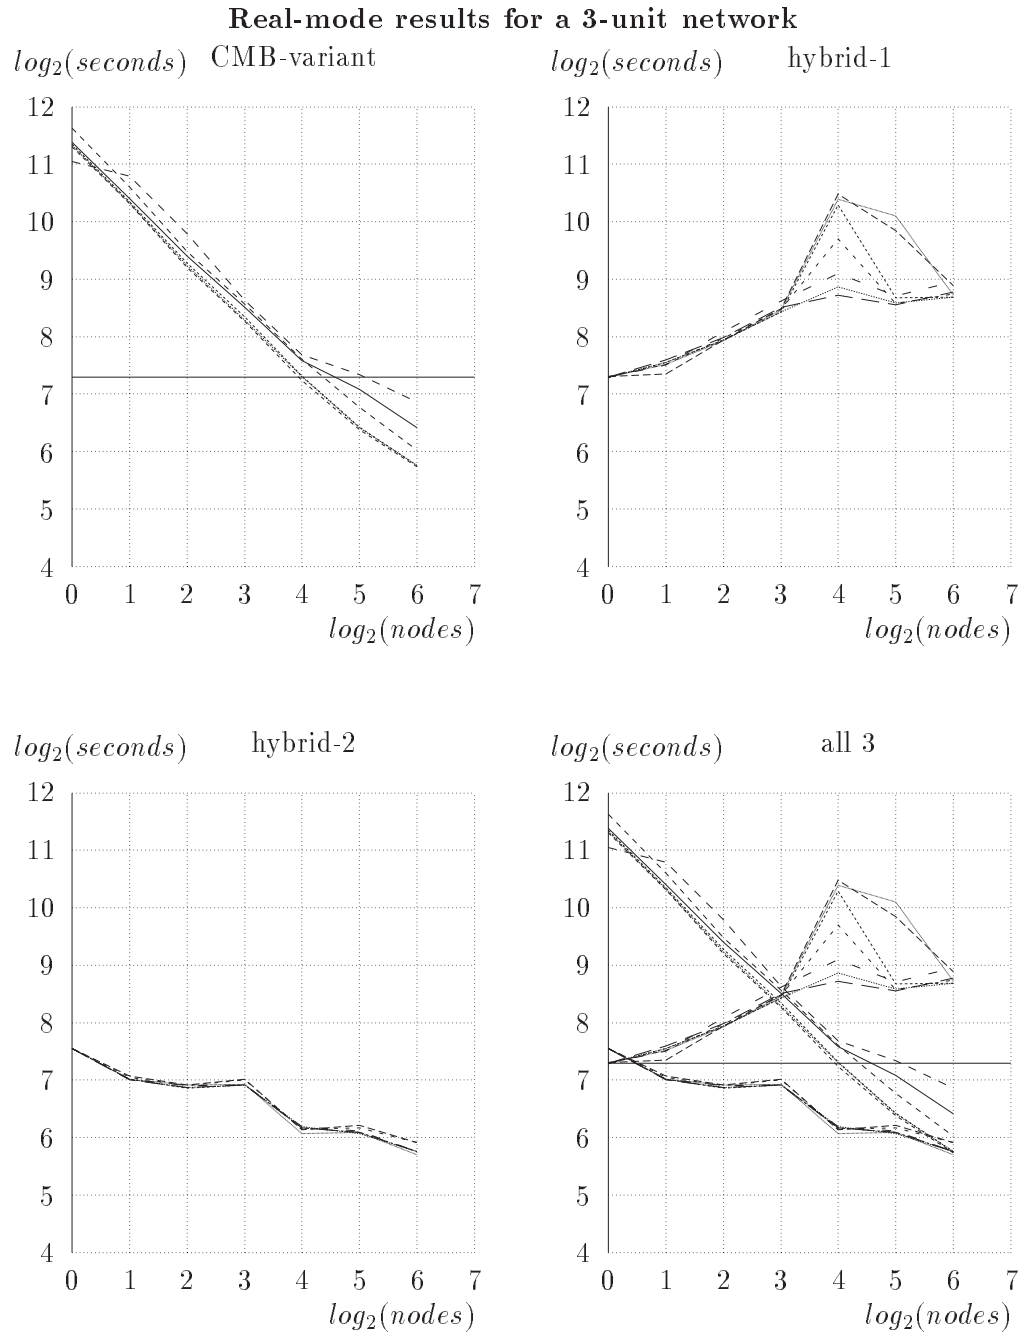 Real-mode results for a 3-unit network
log₂(seconds) CMB-variant
12
11
10
9
8
7
6
5
4
0 1 2 3 4 5 6 7
log₂(nodes)
log₂(seconds) hybrid-1
12
11
10
9
8
7
6
5
4
0 1 2 3 4 5 6 7
log₂(nodes)
log₂(seconds) hybrid-2
12
11
10
9
8
7
6
5
4
0 1 2 3 4 5 6 7
log₂(nodes)
log₂(seconds) all 3
12
11
10
9
8
7
6
5
4
0 1 2 3 4 5 6 7
log₂(nodes)